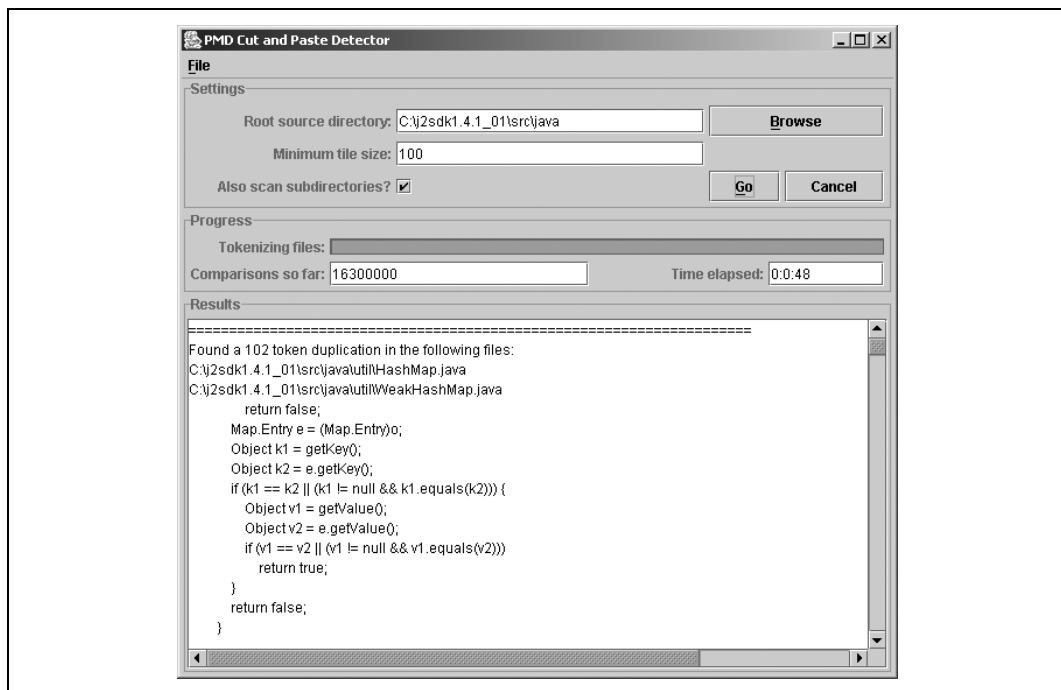 PMD Cut and Paste Detector
File
Settings
Root source directory: C:\j2sdk1.4.1_01\src\java Browse
Minimum tile size: 100
Also scan subdirectories? Go Cancel
Progress
Tokenizing files:
Comparisons so far: 16300000 Time elapsed: 0:0:48
Results
=====================================================================
Found a 102 token duplication in the following files:
C:\j2sdk1.4.1_01\src\java\util\HashMap.java
C:\j2sdk1.4.1_01\src\java\util\WeakHashMap.java
return false;
Map.Entry e = (Map.Entry)o;
Object k1 = getKey();
Object k2 = e.getKey();
if (k1 == k2 || (k1 != null && k1.equals(k2))) {
Object v1 = getValue();
Object v2 = e.getValue();
if (v1 == v2 || (v1 != null && v1.equals(v2)))
return true;
}
return false;
}